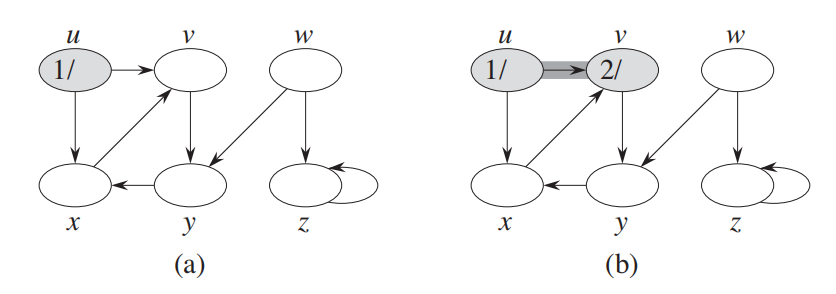 u v w u v w
1/ 1/ 2/
x y z x y z
(a) (b)